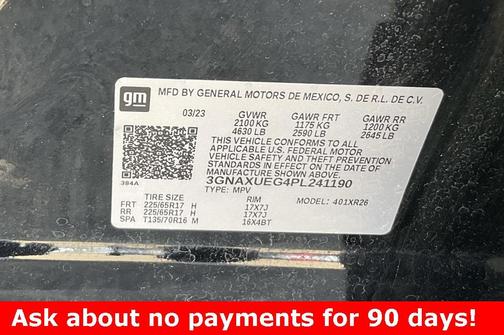 gm
MFD BY GENERAL MOTORS DE MEXICO, S. DE R.L. DE C.V.
03/23 GVWR GAWR FRT GAWR RR
2100 KG 1175 KG 1200 KG
4630 LB 2590 LB 2645 LB
THIS VEHICLE CONFORMS TO ALL
APPLICABLE U.S. FEDERAL MOTOR
VEHICLE SAFETY, BUMPER, AND THEFT
PREVENTION STANDARDS IN EFFECT ON
THE DATE OF MANUFACTURE SHOWN ABOVE.
3GNAXUEG4PL241190
384A TYPE: MPV MODEL: 401XR26
TIRE SIZE RIM
FRT 225/65R17 H 17X7J
RR 225/65R17 H 17X7J
SPA T135/70R16 M 16X4BT
Ask about no payments for 90 days!